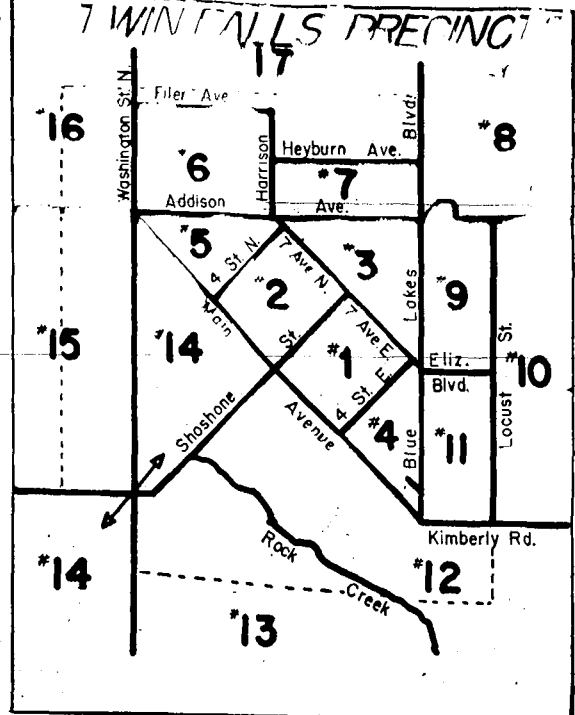 TWIN FALLS PRECINCT
17
Filer Ave
#16
Washington St. N.
Harrison
Heyburn Ave.
Blvd.
#8
#6
#7
Addison
Ave.
#5
4 St. N.
7 Ave N.
#3
#2
Main
Lakes
#9
St.
#15
#14
St.
#1
7 Ave E.
Eliz.
Blvd.
#10
Shoshone
Avenue
4 St. E.
#4
Blue
#11
Locust
Rock
Creek
Kimberly Rd.
#14
#12
#13